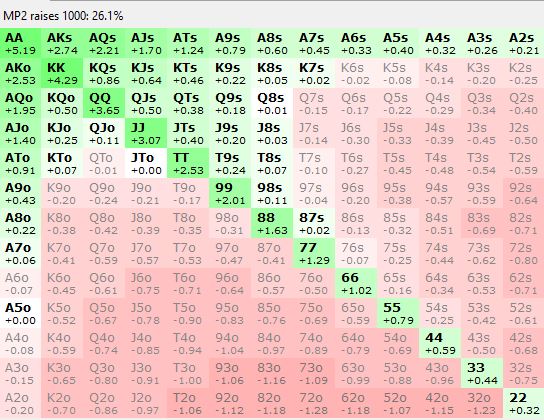 MP2 raises 1000: 26.1%
AA AKs AQs AJs ATs A9s A8s A7s A6s A5s A4s A3s A2s
+5.19 +2.74 +2.21 +1.70 +1.24 +0.79 +0.60 +0.45 +0.33 +0.40 +0.32 +0.26 +0.21
AKo KK KQs KJs KTs K9s K8s K7s K6s K5s K4s K3s K2s
+2.53 +4.29 +0.86 +0.64 +0.46 +0.22 +0.05 +0.02 -0.02 -0.08 -0.14 -0.20 -0.25
AQo KQo QQ QJs QTs Q9s Q8s Q7s Q6s Q5s Q4s Q3s Q2s
+1.95 +0.50 +3.65 +0.50 +0.38 +0.18 +0.01 -0.15 -0.17 -0.22 -0.29 -0.34 -0.40
AJo KJo QJo JJ JTs J9s J8s J7s J6s J5s J4s J3s J2s
+1.40 +0.25 +0.11 +3.07 +0.40 +0.20 +0.03 -0.14 -0.30 -0.33 -0.39 -0.45 -0.50
ATo KTo QTo JTo TT T9s T8s T7s T6s T5s T4s T3s T2s
+0.91 +0.07 -0.01 +0.00 +2.53 +0.24 +0.07 -0.10 -0.27 -0.45 -0.48 -0.54 -0.59
A9o K9o Q9o J9o T9o 99 98s 97s 96s 95s 94s 93s 92s
+0.43 -0.20 -0.24 -0.21 -0.17 +2.01 +0.11 -0.04 -0.20 -0.38 -0.57 -0.59 -0.64
A8o K8o Q8o J8o T8o 98o 88 87s 86s 85s 84s 83s 82s
+0.22 -0.38 -0.42 -0.39 -0.35 -0.31 +1.63 +0.02 -0.13 -0.32 -0.51 -0.69 -0.71
A7o K7o Q7o J7o T7o 97o 87o 77 76s 75s 74s 73s 72s
+0.06 -0.41 -0.59 -0.57 -0.53 -0.47 -0.41 +1.29 -0.07 -0.25 -0.44 -0.62 -0.80
A6o K6o Q6o J6o T6o 96o 86o 76o 66 65s 64s 63s 62s
-0.07 -0.45 -0.61 -0.75 -0.71 -0.64 -0.57 -0.50 +1.02 -0.16 -0.34 -0.53 -0.71
A5o K5o Q5o J5o T5o 95o 85o 75o 65o 55 54s 53s 52s
+0.00 -0.52 -0.67 -0.78 -0.90 -0.83 -0.76 -0.69 -0.59 +0.79 -0.25 -0.42 -0.61
A4o K4o Q4o J4o T4o 94o 84o 74o 64o 54o 44 43s 42s
-0.08 -0.59 -0.74 -0.85 -0.94 -1.04 -0.97 -0.89 -0.79 -0.69 +0.59 -0.50 -0.68
A3o K3o Q3o J3o T3o 93o 83o 73o 63o 53o 43o 33 32s
-0.15 -0.65 -0.80 -0.91 -1.00 -1.06 -1.16 -1.09 -0.99 -0.88 -0.96 +0.44 -0.75
A2o K2o Q2o J2o T2o 92o 82o 72o 62o 52o 42o 32o 22
-0.20 -0.70 -0.86 -0.97 -1.06 -1.12 -1.18 -1.28 -1.18 -1.07 -1.15 -1.22 +0.32